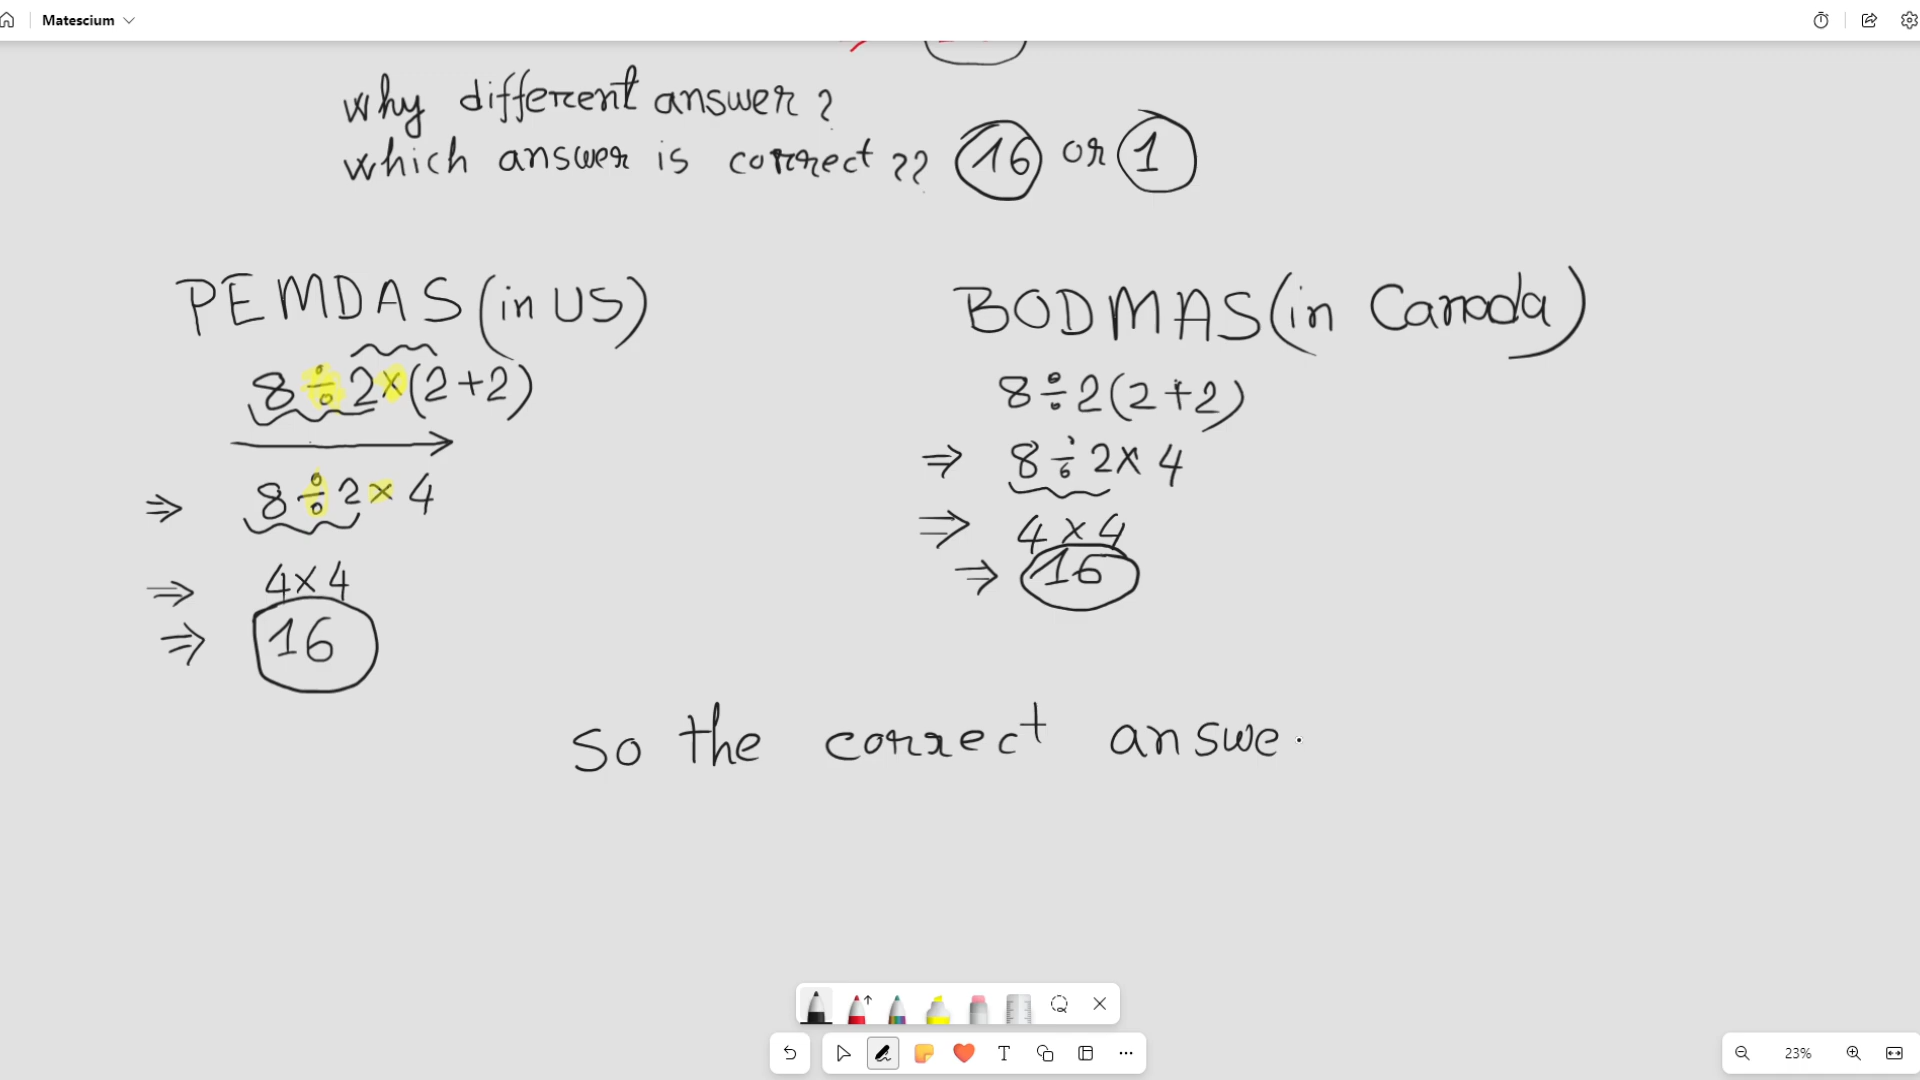 Matescium
why different answer?
which answer is correct?? 16 or 1
PEMDAS (in US)
8÷2×(2+2)
⇒ 8÷2×4
⇒ 4×4
⇒ 16
BODMAS (in Canada)
8÷2(2+2)
⇒ 8÷2×4
⇒ 4×4
⇒ 16
So the correct answe
23%